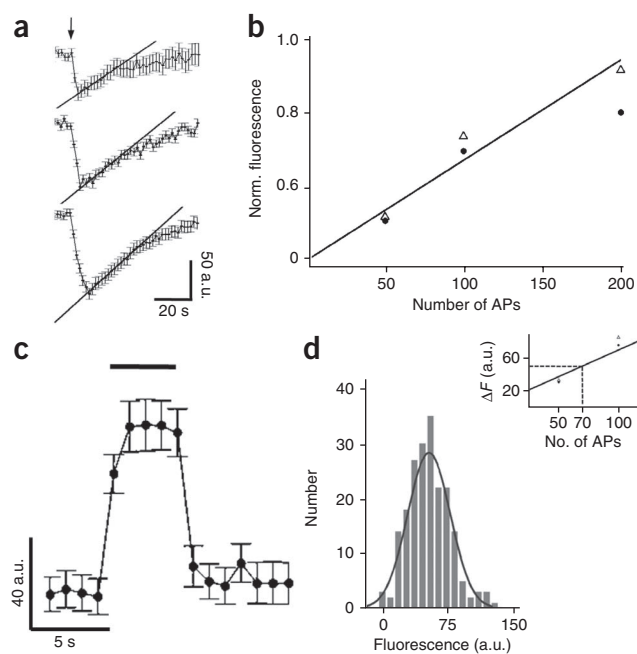 a
50 a.u.
20 s
b
Norm. fluorescence
1.0
0.8
0.6
0
50
100
150
200
Number of APs
c
40 a.u.
5 s
d
Number
40
30
20
10
0
0
75
150
Fluorescence (a.u.)
ΔF (a.u.)
60
20
50 70 100
No. of APs